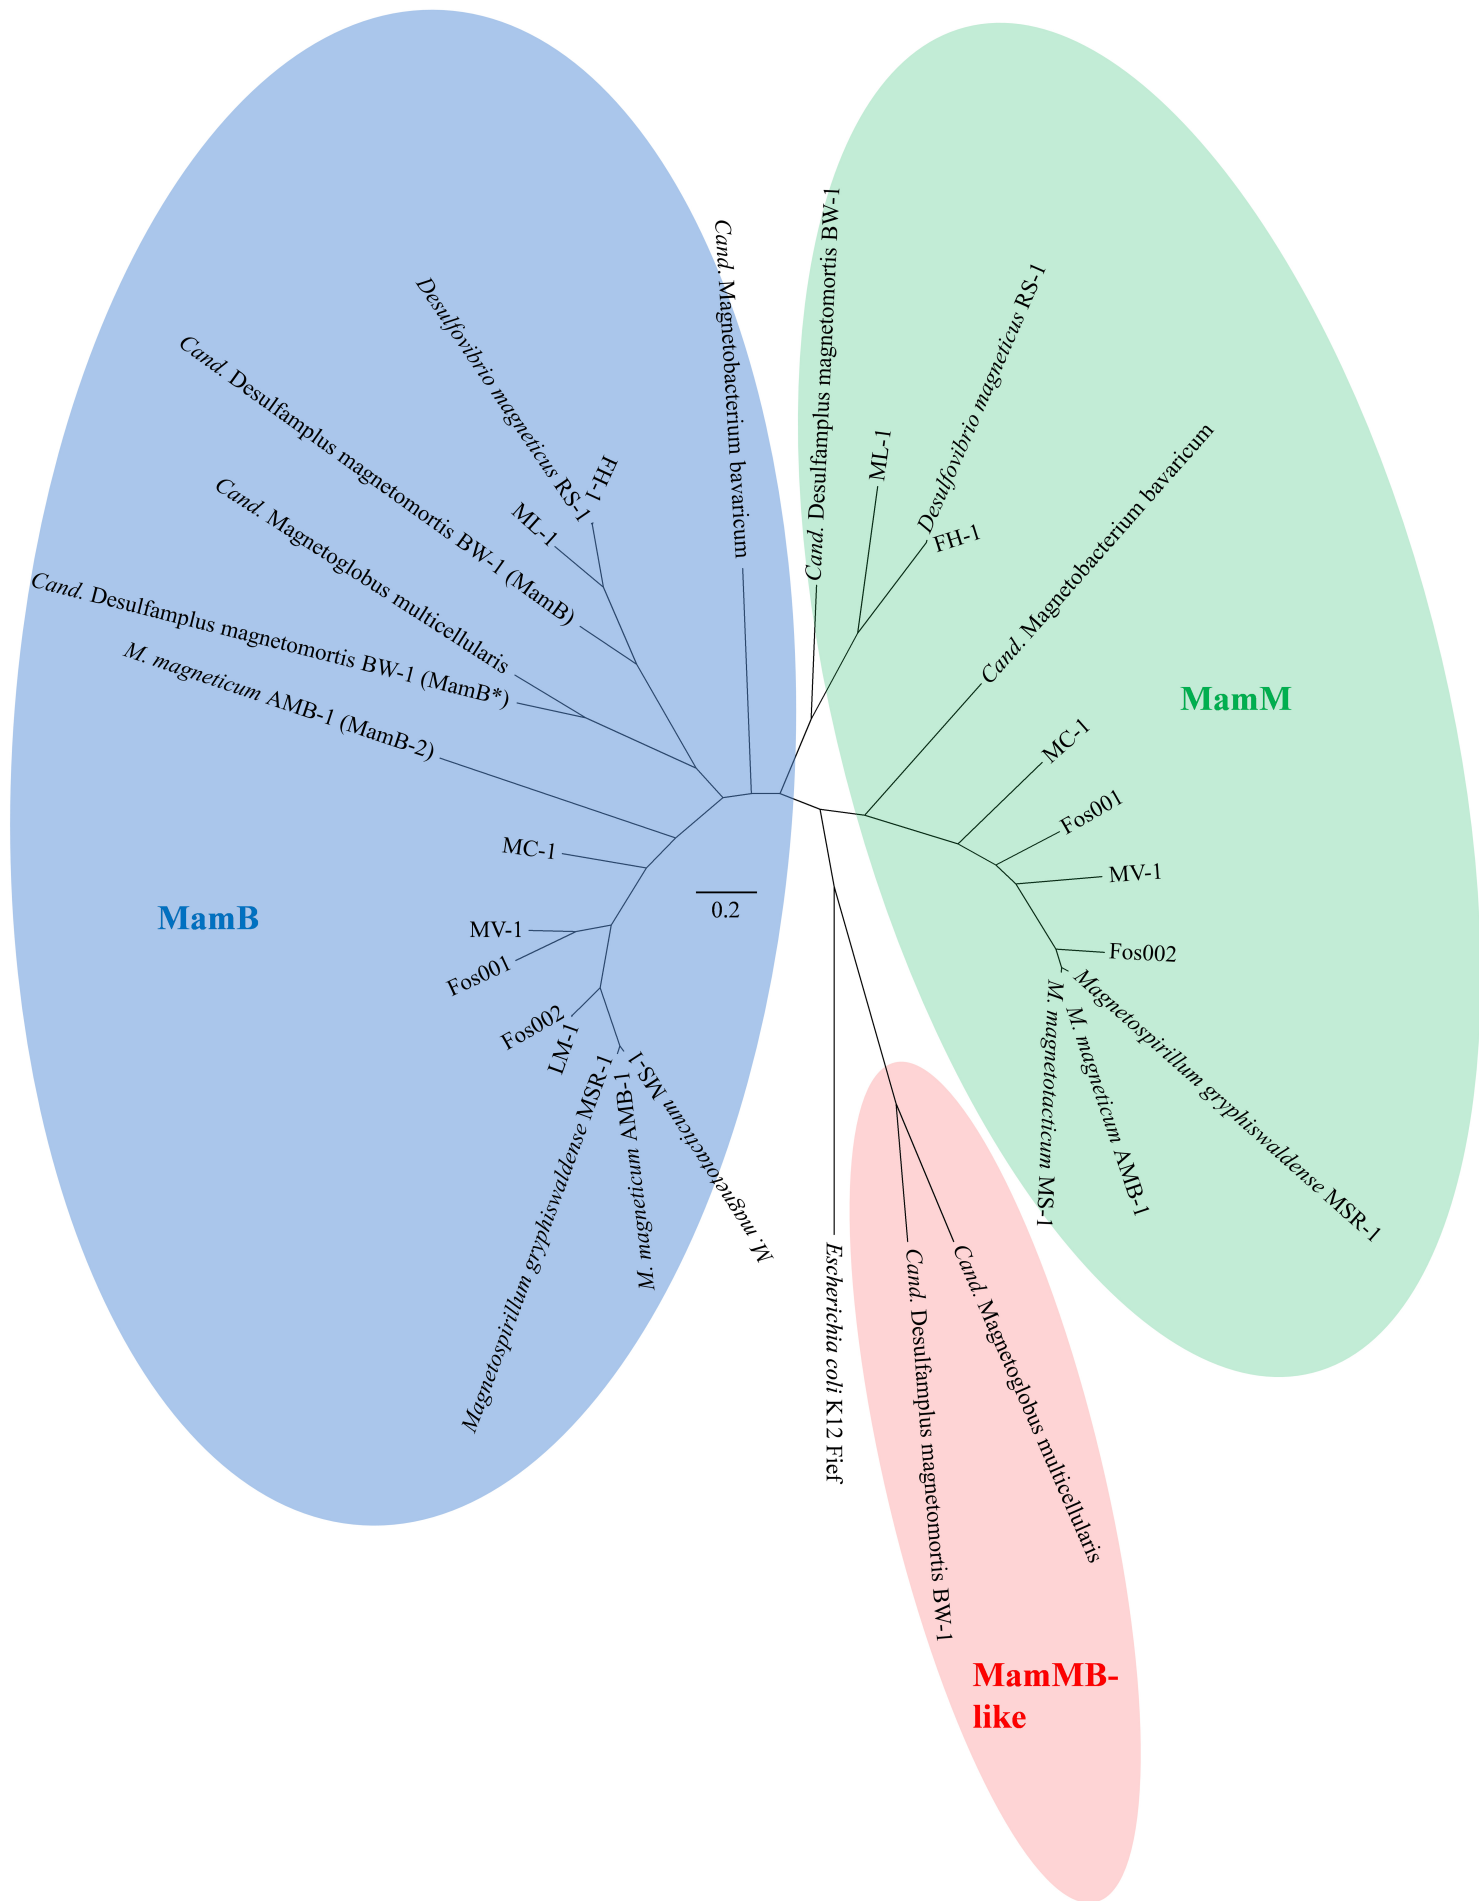 Cand. Magnetobacterium bavaricum
Desulfovibrio magneticus RS-1
FH-1
ML-1
Cand. Desulfamplus magnetomortis BW-1 (MamB)
Cand. Magnetoglobus multicellularis
Cand. Desulfamplus magnetomortis BW-1 (MamB*)
M. magneticum AMB-1 (MamB-2)
MC-1
MamB
MV-1
Fos001
Fos002
LM-1
Magnetospirillum gryphiswaldense MSR-1
M. magneticum AMB-1
M. magnetotacticum MS-1
0.2
Cand. Desulfamplus magnetomortis BW-1
ML-1
Desulfovibrio magneticus RS-1
FH-1
Cand. Magnetobacterium bavaricum
MamM
MC-1
Fos001
MV-1
Fos002
Magnetospirillum gryphiswaldense MSR-1
M. magneticum AMB-1
M. magnetotacticum MS-1
Escherichia coli K12 Fief
Cand. Desulfamplus magnetomortis BW-1
Cand. Magnetoglobus multicellularis
MamMB-
like